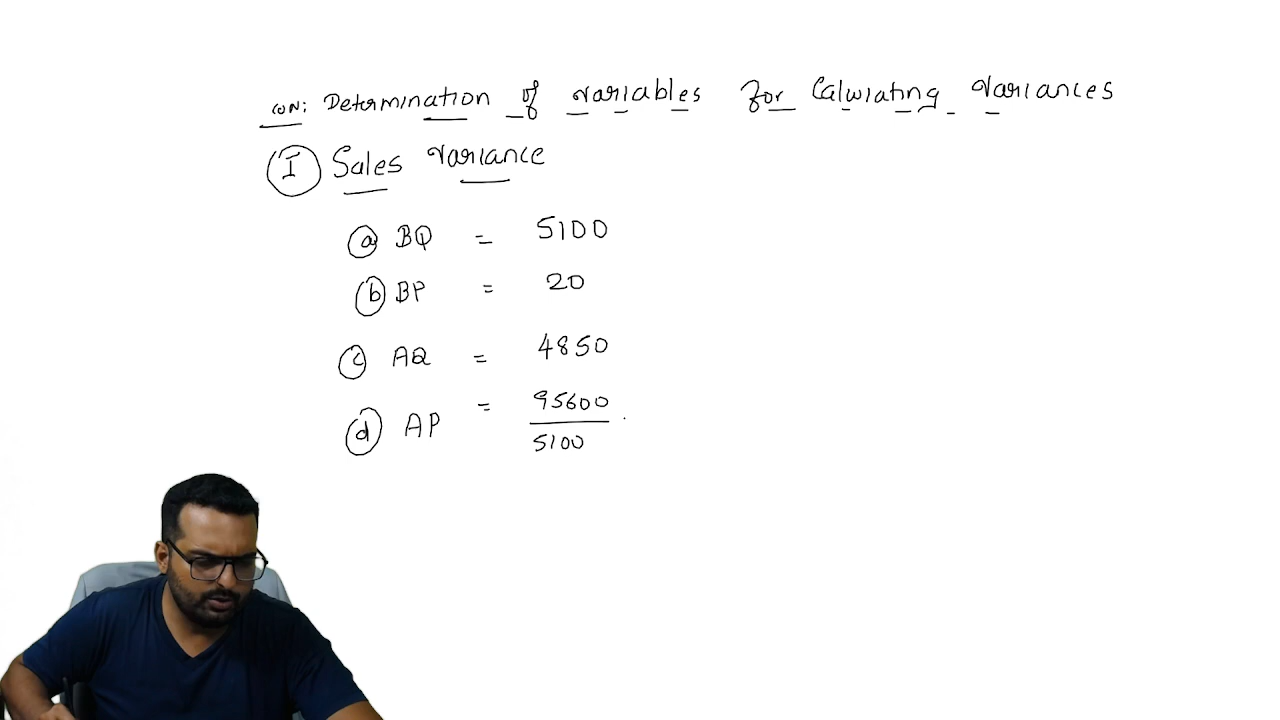 WN: Determination of variables for Calculating Variances
I Sales Variance
a BQ = 5100
b BP = 20
c AQ = 4850
d AP = 95600
5100